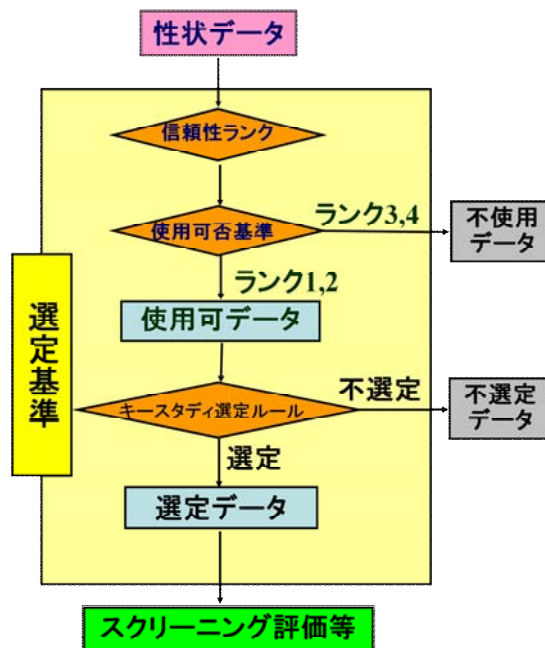 性状データ
信頼性ランク
使用可否基準
ランク3,4
不使用
データ
ランク1,2
使用可データ
選定基準
キースタディ選定ルール
不選定
不選定
データ
選定
選定データ
スクリーニング評価等